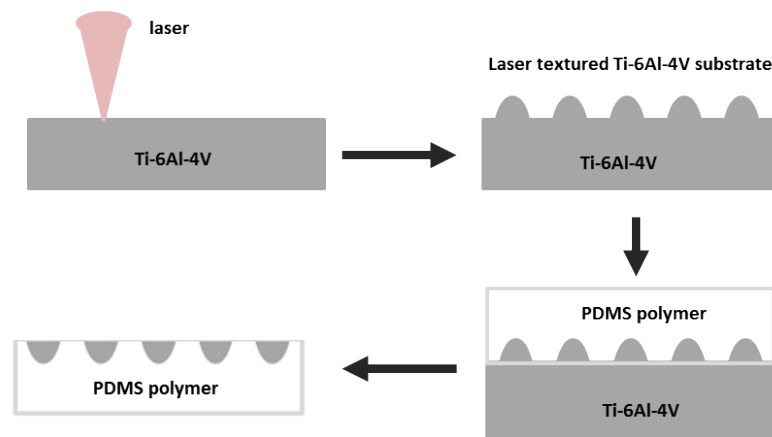 laser
Ti-6Al-4V
Laser textured Ti-6Al-4V substrate
Ti-6Al-4V
PDMS polymer
Ti-6Al-4V
PDMS polymer